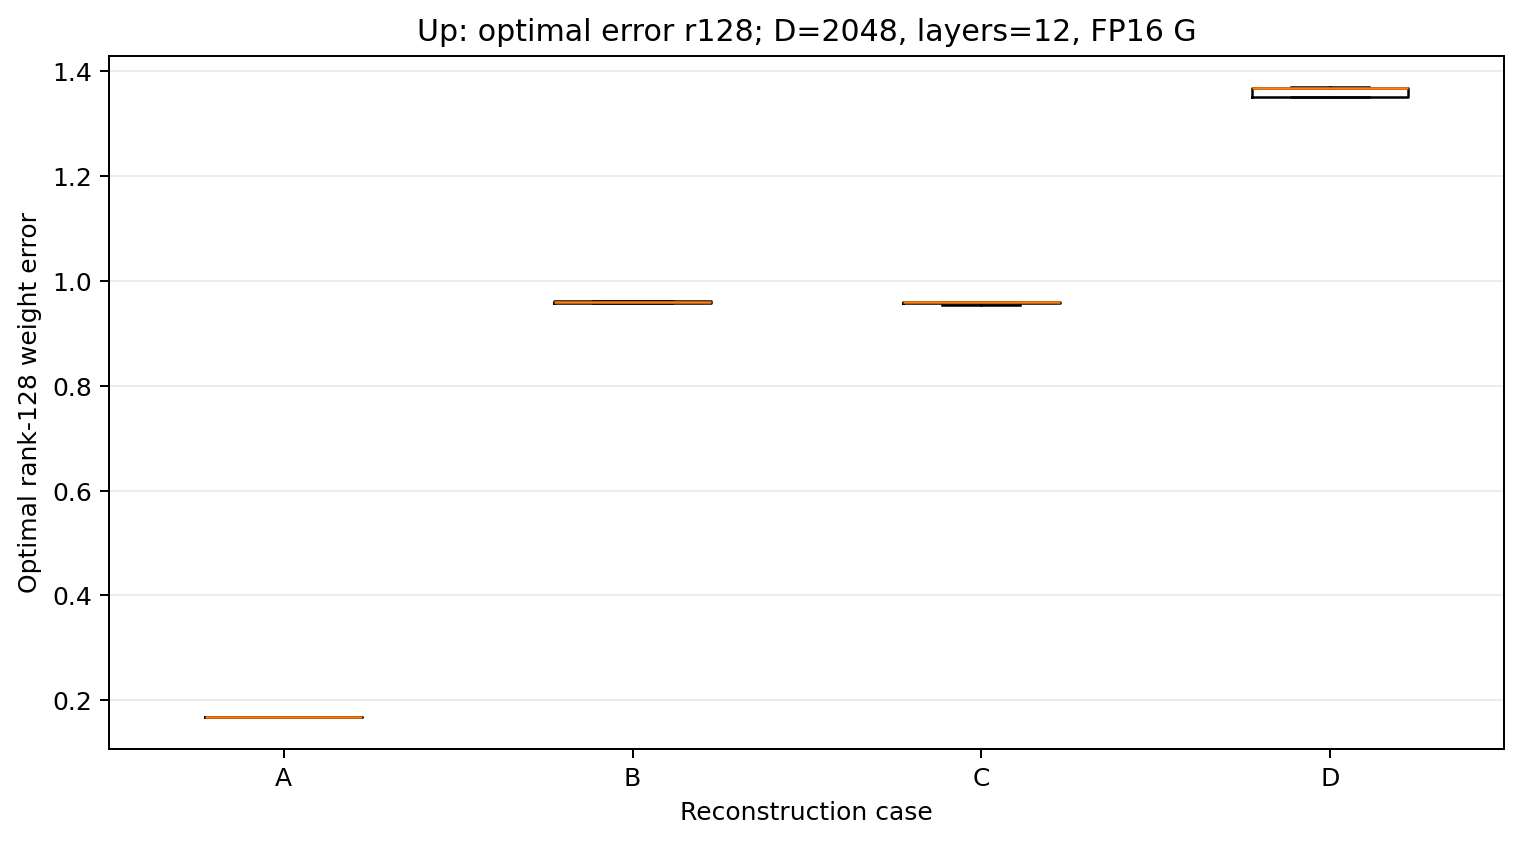 Up: optimal error r128; D=2048, layers=12, FP16 G
Optimal rank-128 weight error
1.4
1.2
1.0
0.8
0.6
0.4
0.2
A B C D
Reconstruction case